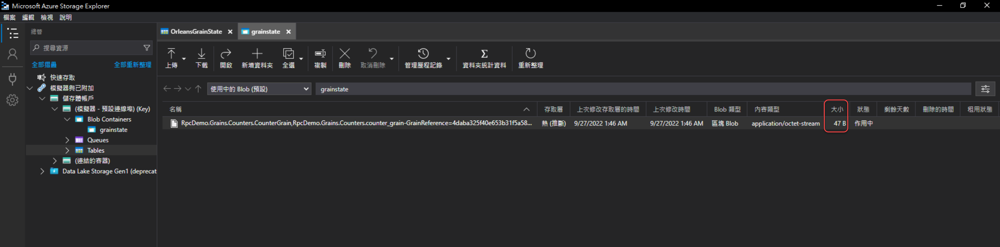 Microsoft Azure Storage Explorer
檔案 編輯 檢視 說明
總管
搜尋資源
全部摺疊 全部重新整理
快速存取
模擬器與已附加
儲存體帳戶
(模擬器 - 預設連線埠) (Key)
Blob Containers
grainstate
Queues
Tables
(連結的容器)
Data Lake Storage Gen1 (deprecat
OrleansGrainState grainstate
上傳 下載 開啟 新增資料夾 全選 複製 刪除 取消刪除 管理歷程記錄 資料夾統計資料 重新整理
使用中的 Blob (預設) grainstate
名稱 存取層 上次修改存取層的時間 上次修改時間 Blob 類型 內容類型 大小 狀態 剩餘天數 刪除的時間 租用狀態
RpcDemo.Grains.Counters.CounterGrain,RpcDemo.Grains.Counters.counter_grain-GrainReference=4daba325f40e653b31f5a58... 熱 (推斷) 9/27/2022 1:46 AM 9/27/2022 1:46 AM 區塊 Blob application/octet-stream 47 B 作用中